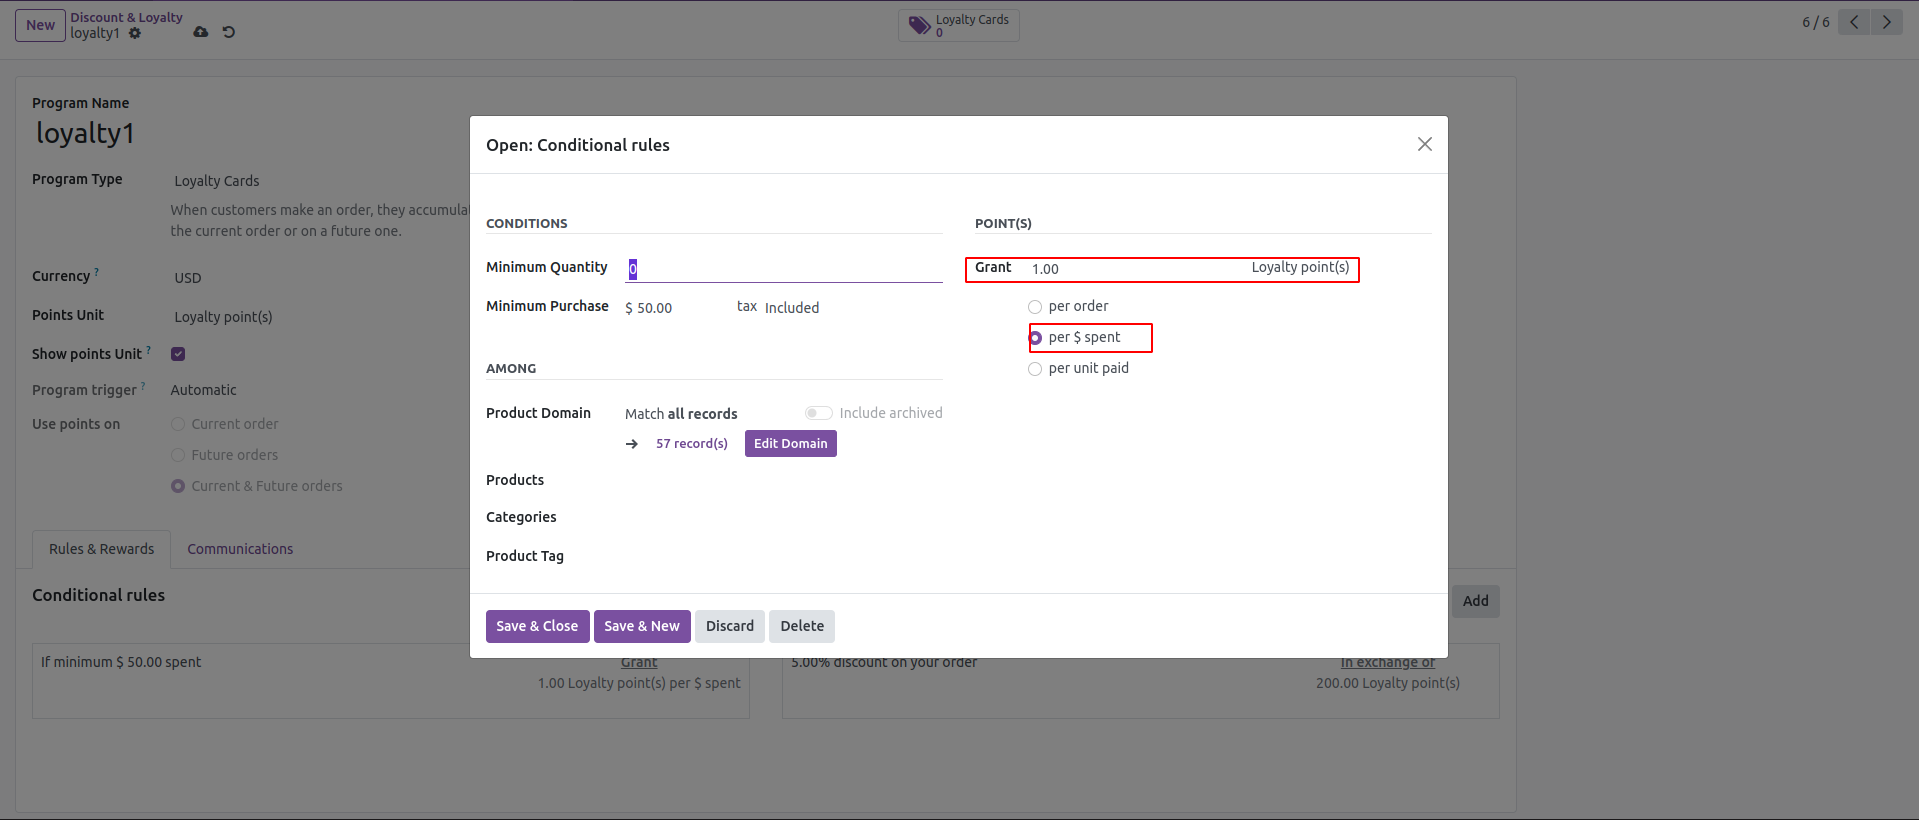 New
Discount & Loyalty
loyalty1
Loyalty Cards
0
6 / 6
Program Name
loyalty1
Program Type
Loyalty Cards
When customers make an order, they accumulat
the current order or on a future one.
Currency ?
USD
Points Unit
Loyalty point(s)
Show points Unit ?
Program trigger ?
Automatic
Use points on
Current order
Future orders
Current & Future orders
Rules & Rewards
Communications
Conditional rules
Add
If minimum $ 50.00 spent
Grant
1.00 Loyalty point(s) per $ spent
5.00% discount on your order
In exchange of
200.00 Loyalty point(s)
Open: Conditional rules
CONDITIONS
Minimum Quantity
0
Minimum Purchase
$ 50.00
tax Included
AMONG
Product Domain
Match all records
Include archived
57 record(s)
Edit Domain
Products
Categories
Product Tag
POINT(S)
Grant
1.00
Loyalty point(s)
per order
per $ spent
per unit paid
Save & Close
Save & New
Discard
Delete